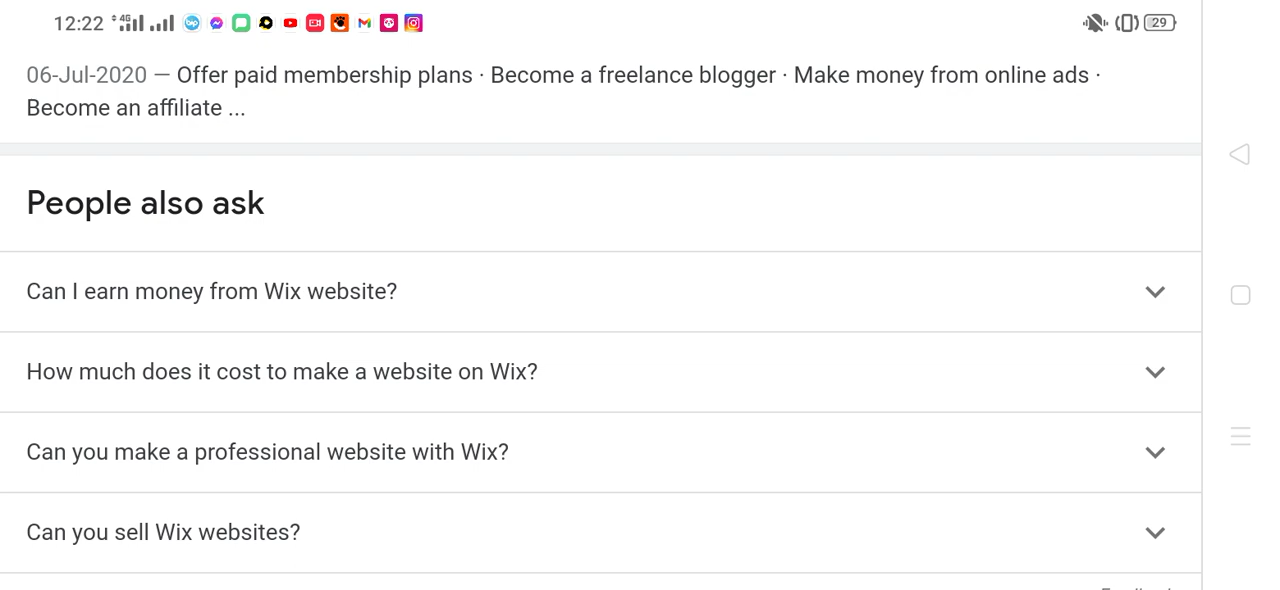 12:22 4G 29
06-Jul-2020 — Offer paid membership plans · Become a freelance blogger · Make money from online ads ·
Become an affiliate ...
People also ask
Can I earn money from Wix website?
How much does it cost to make a website on Wix?
Can you make a professional website with Wix?
Can you sell Wix websites?